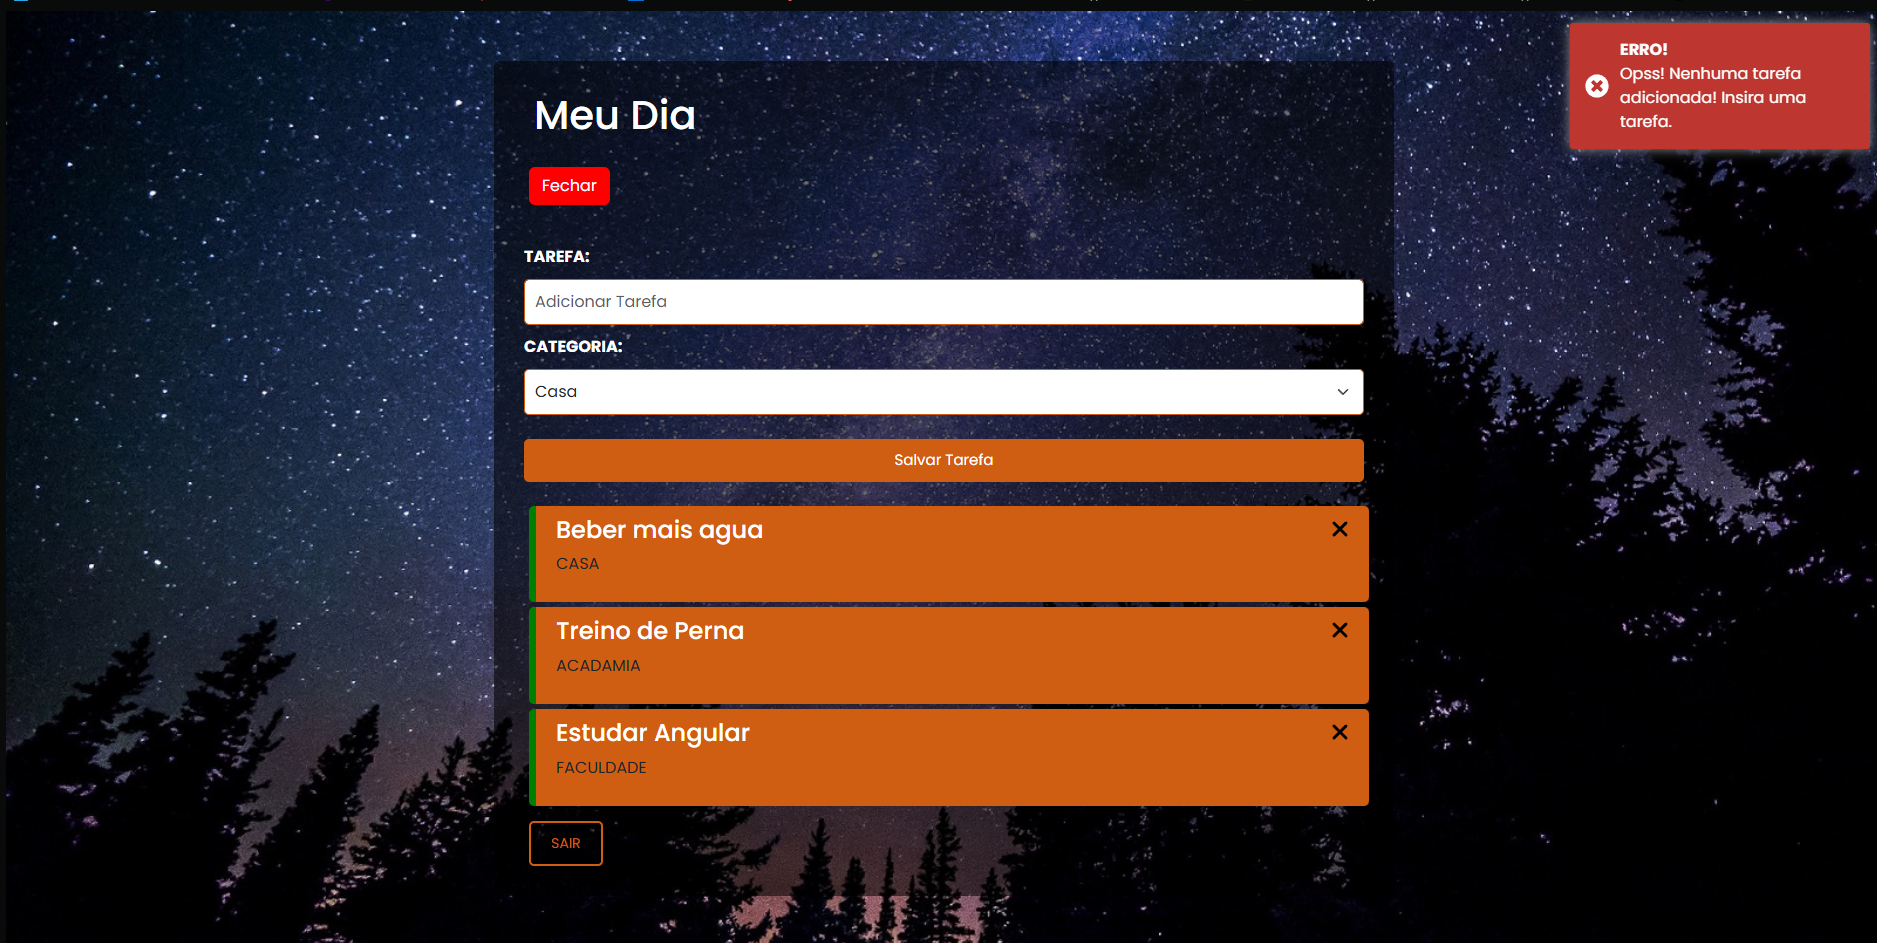 ERRO!
Opss! Nenhuma tarefa
adicionada! Insira uma
tarefa.
Meu Dia
Fechar
TAREFA:
Adicionar Tarefa
CATEGORIA:
Casa
Salvar Tarefa
Beber mais agua
CASA
Treino de Perna
ACADAMIA
Estudar Angular
FACULDADE
SAIR